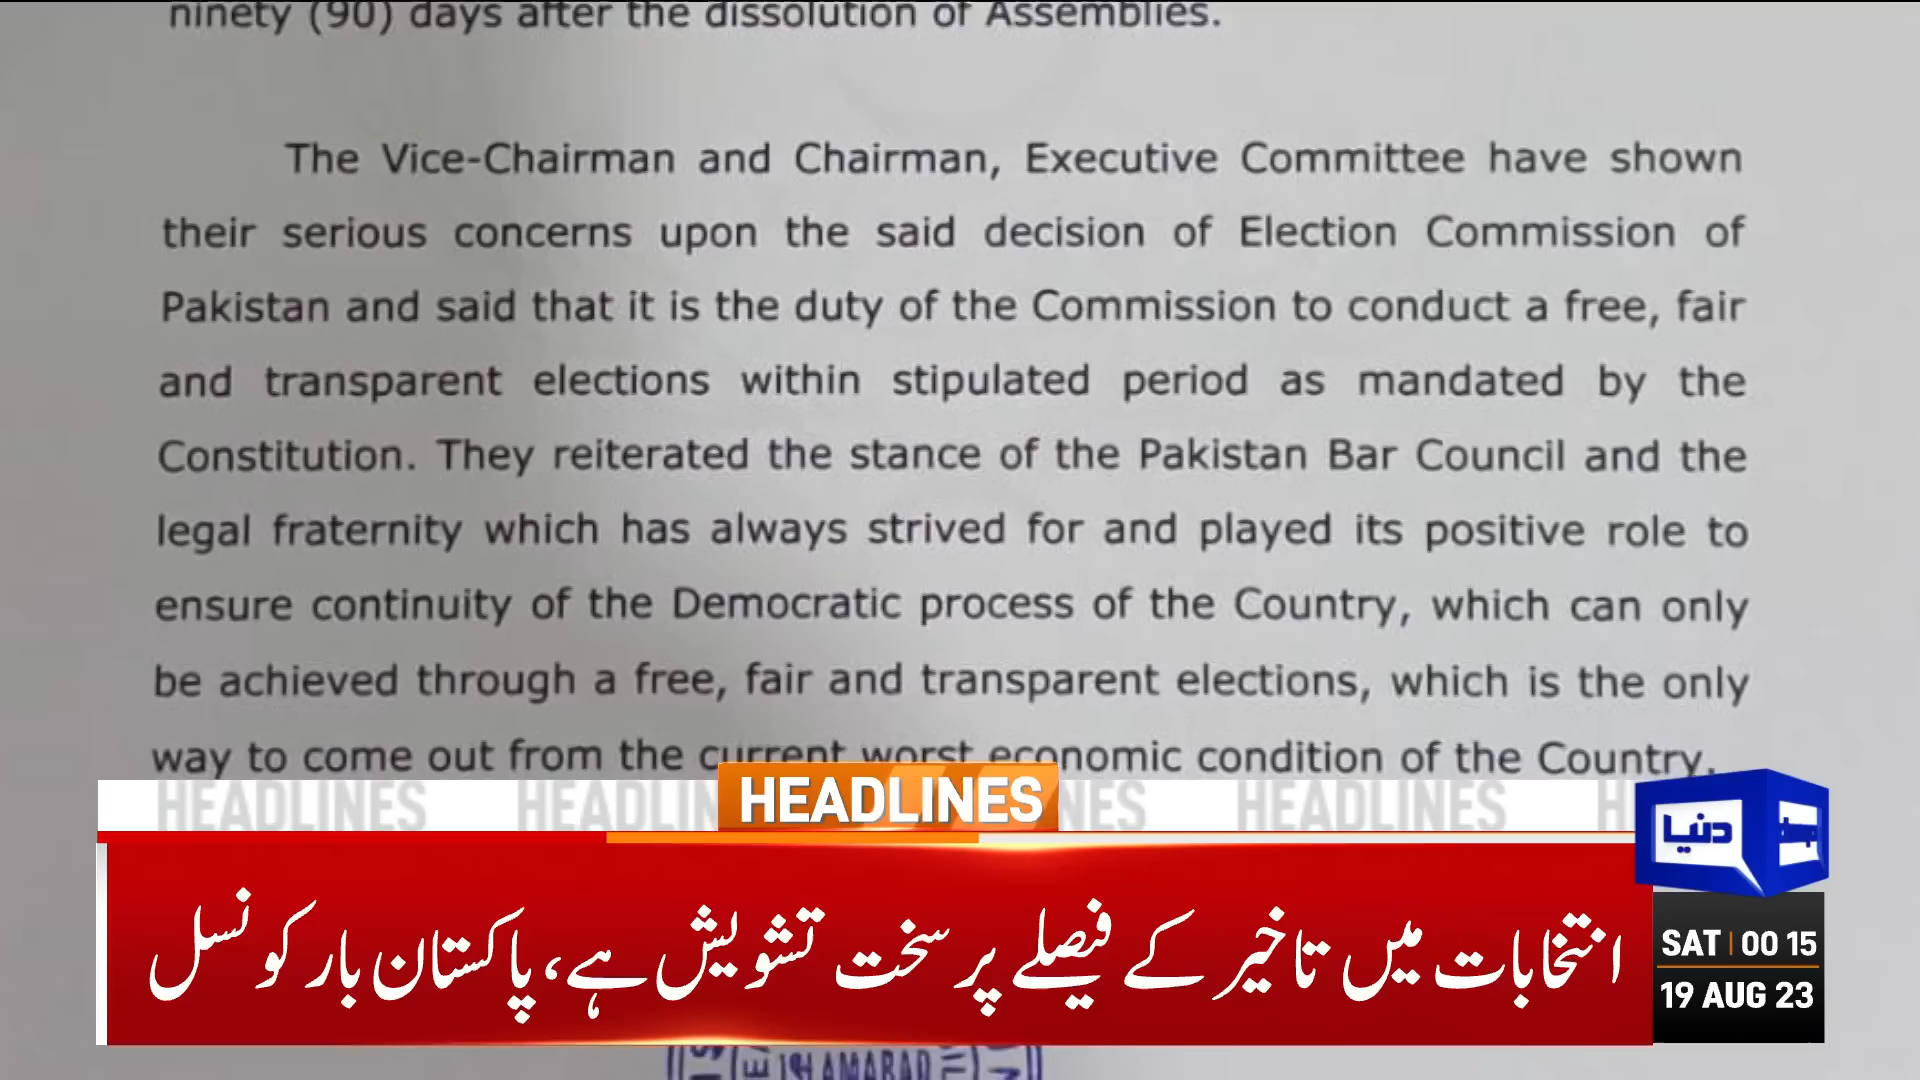 ninety (90) days after the dissolution of Assemblies.
The Vice-Chairman and Chairman, Executive Committee have shown
their serious concerns upon the said decision of Election Commission of
Pakistan and said that it is the duty of the Commission to conduct a free, fair
and transparent elections within stipulated period as mandated by the
Constitution. They reiterated the stance of the Pakistan Bar Council and the
legal fraternity which has always strived for and played its positive role to
ensure continuity of the Democratic process of the Country, which can only
be achieved through a free, fair and transparent elections, which is the only
way to come out from the current worst economic condition of the Country.
HEADLINES HEADLINES HEADLINES HEADLINES
دنیا
انتخابات میں تاخیر کے فیصلے پر سخت تشویش ہے، پاکستان بار کونسل
SAT 00 15
19 AUG 23
ISLAMABAD